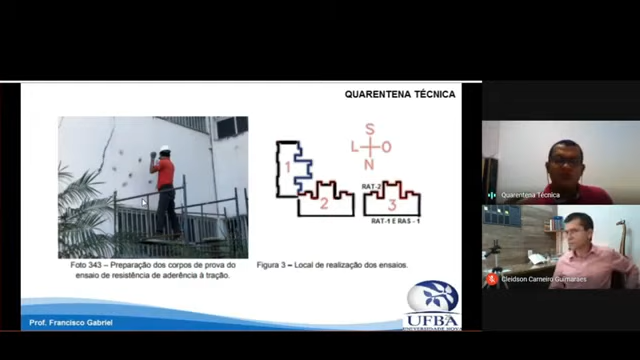 QUARENTENA TÉCNICA
S
L O
N
1
2
3
RAT-2
RAT-1 E RAS - 1
Foto 343 – Preparação dos corpos de prova do
ensaio de resistência de aderência à tração.
Figura 3 – Local de realização dos ensaios.
Prof. Francisco Gabriel
UFBA
Quarentena Técnica
Cleidson Carneiro Guimarães